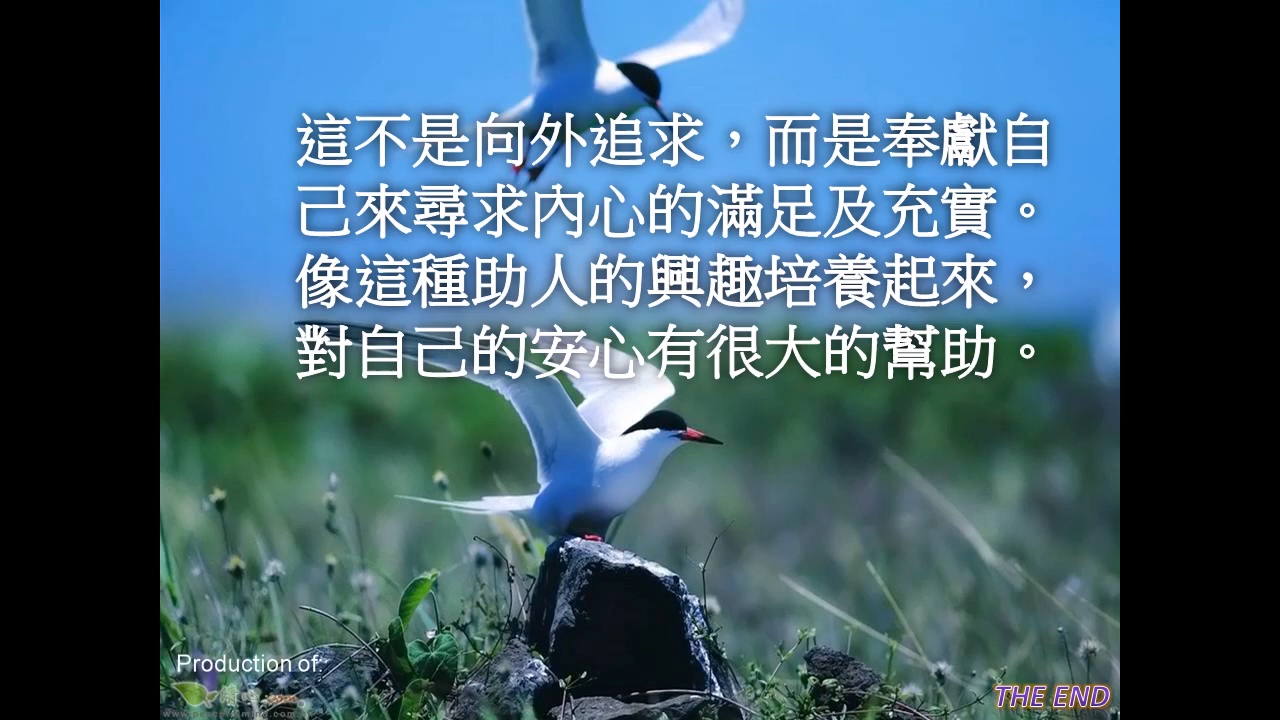 這不是向外追求，而是奉獻自
己來尋求內心的滿足及充實。
像這種助人的興趣培養起來，
對自己的安心有很大的幫助。
Production of:
THE END